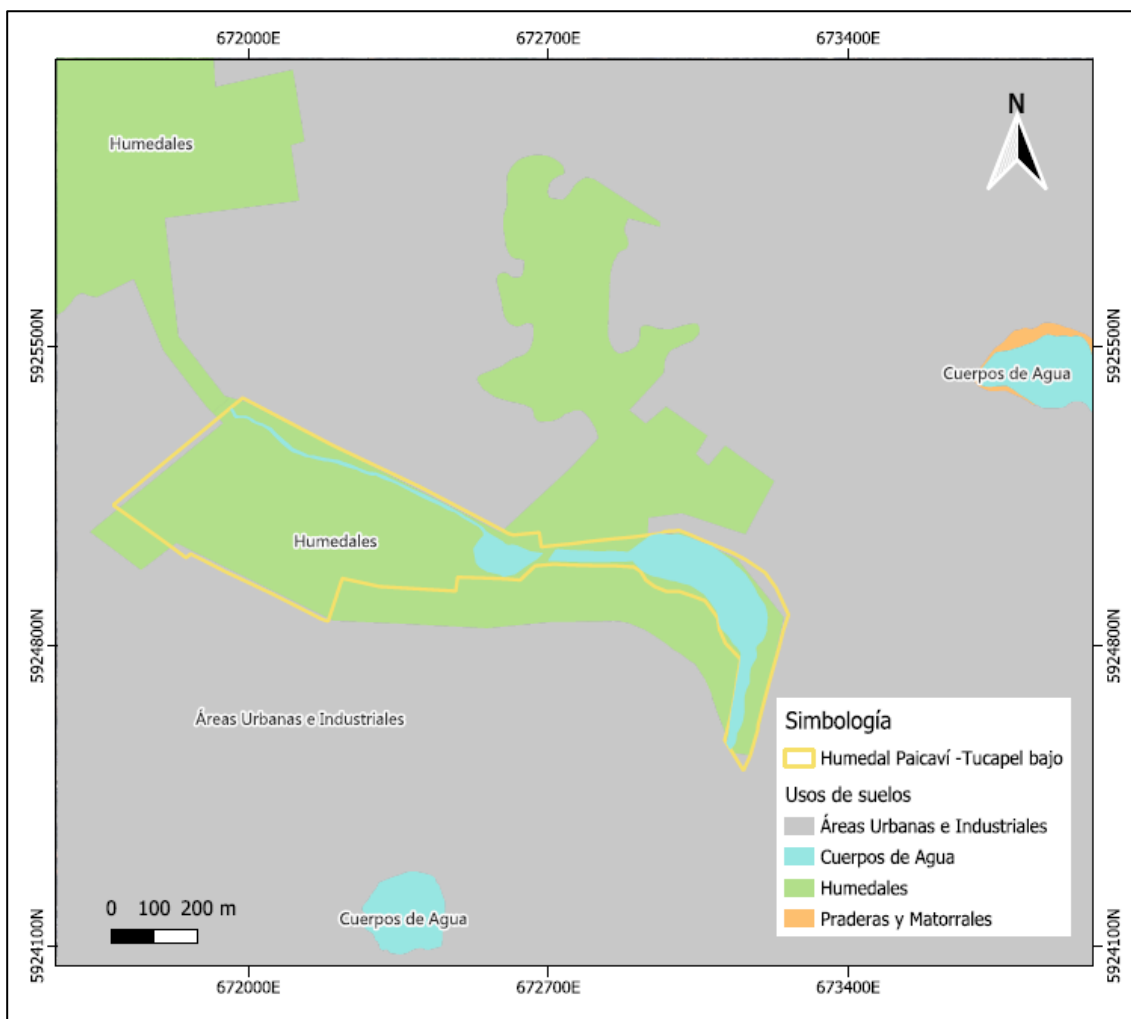 672000E 672700E 673400E
Humedales
N
5925500N 5925500N
Cuerpos de Agua
Humedales
5924800N 5924800N
Áreas Urbanas e Industriales
Simbología
Humedal Paicaví -Tucapel bajo
Usos de suelos
Áreas Urbanas e Industriales
Cuerpos de Agua
Humedales
Praderas y Matorrales
0 100 200 m
Cuerpos de Agua
5924100N 5924100N
672000E 672700E 673400E